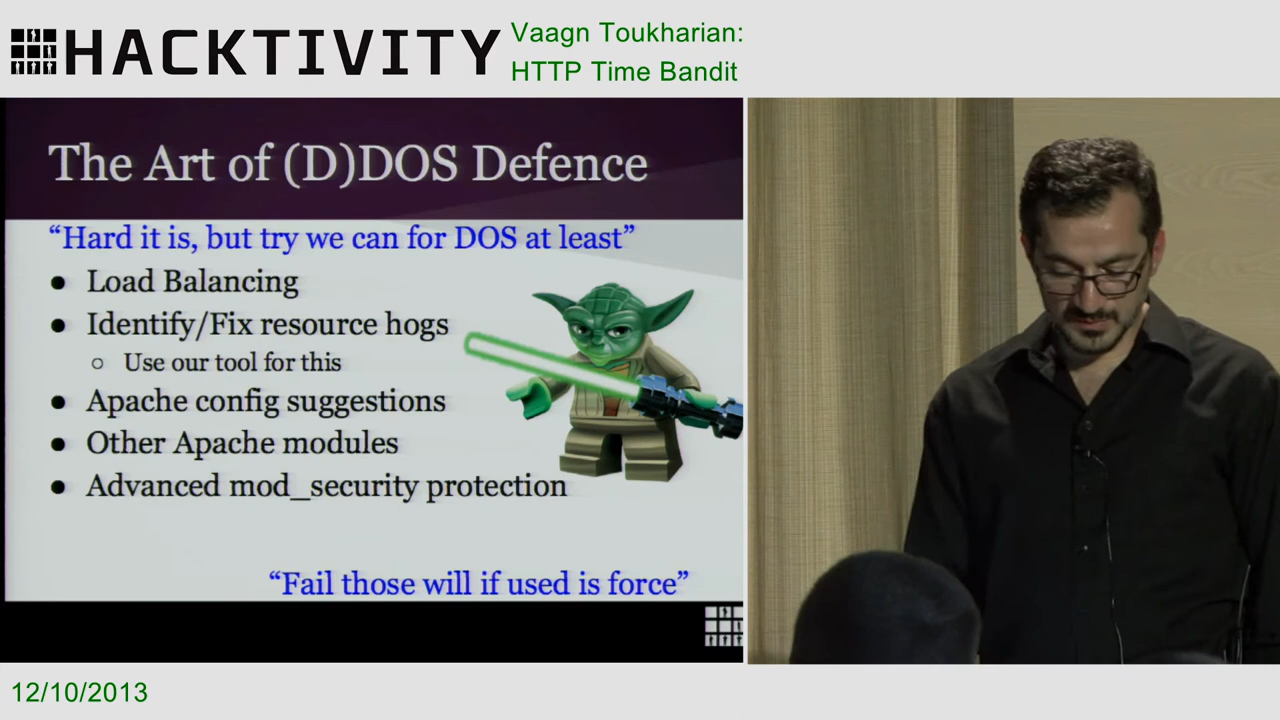 HACKTIVITY
Vaagn Toukharian:
HTTP Time Bandit
The Art of (D)DOS Defence
“Hard it is, but try we can for DOS at least”
● Load Balancing
● Identify/Fix resource hogs
○ Use our tool for this
● Apache config suggestions
● Other Apache modules
● Advanced mod_security protection
“Fail those will if used is force”
12/10/2013